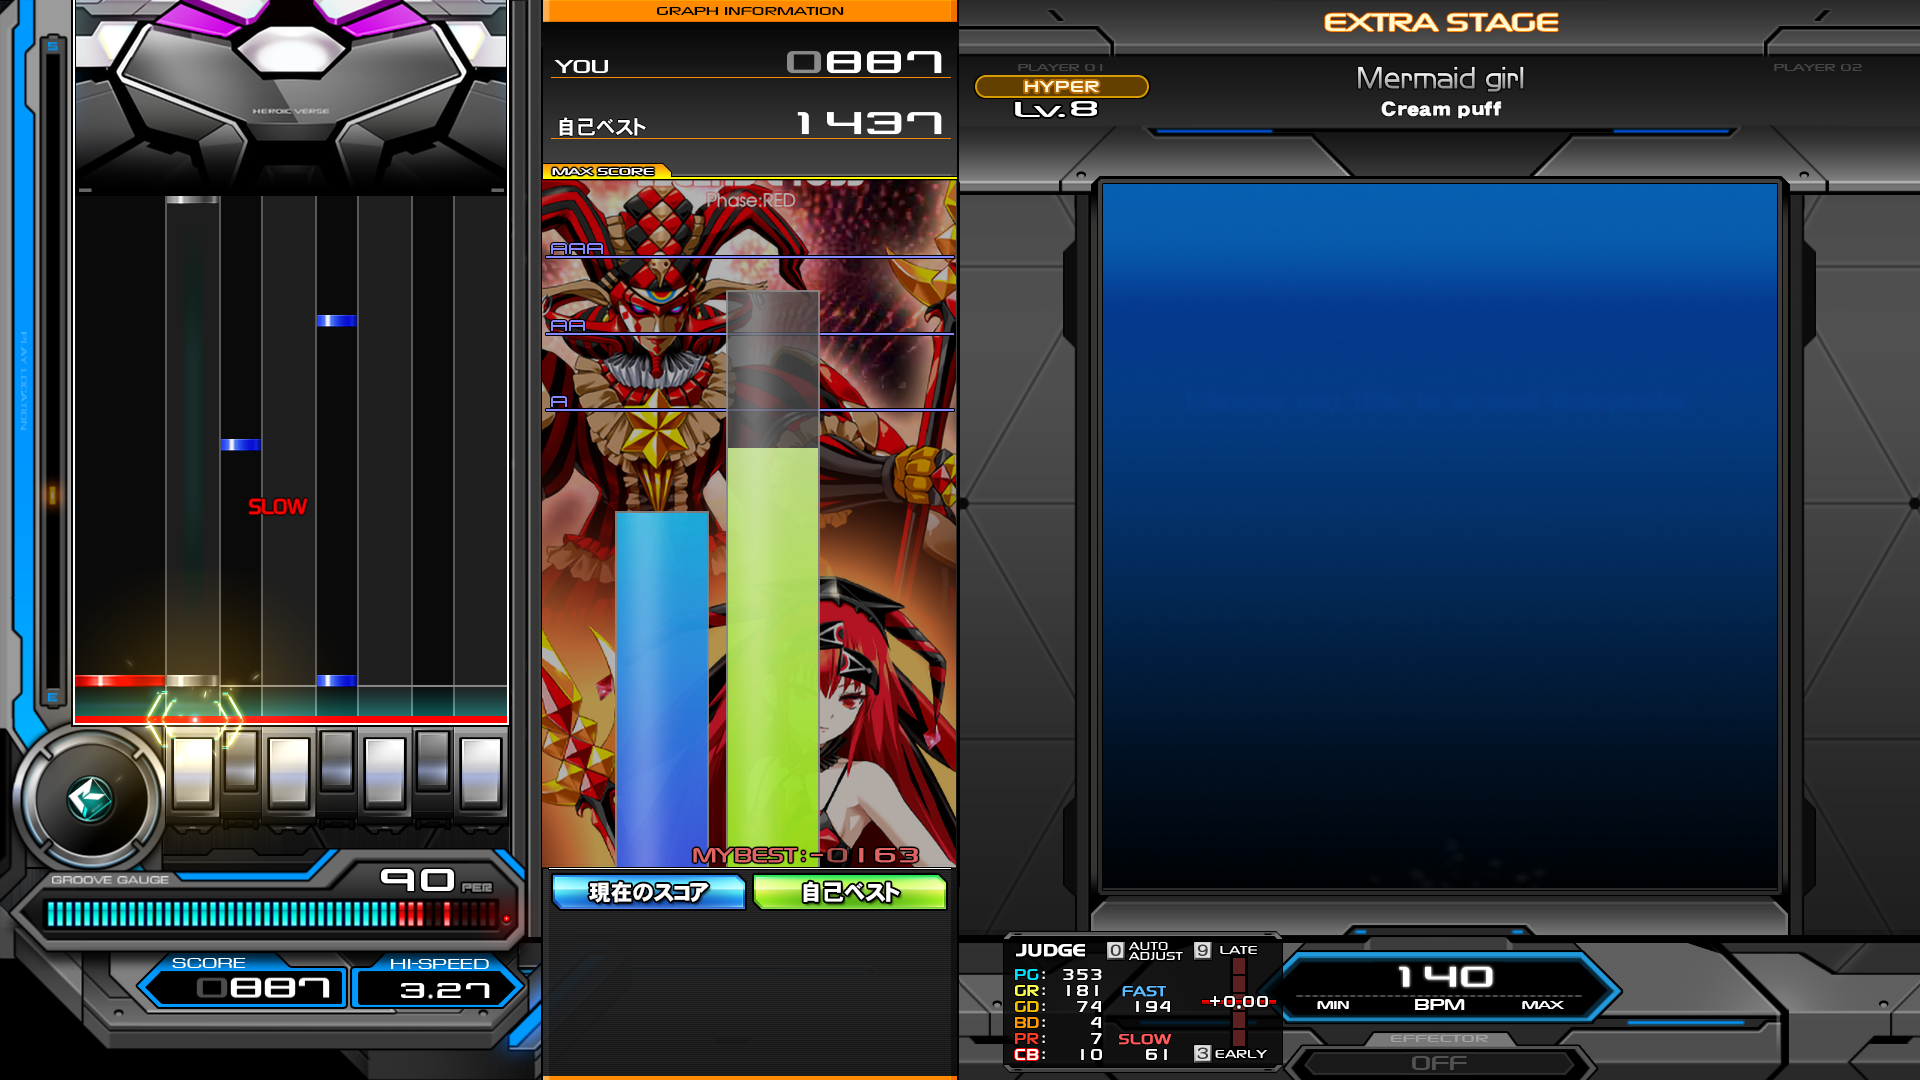 HEROIC VERSE
S
PLAY LOCATION
SLOW
E
GROOVE GAUGE
90 PER
SCORE
0887
HI-SPEED
3.27
GRAPH INFORMATION
YOU 0887
自己ベスト 1437
MAX SCORE
Phase:RED
AAA
AA
A
MYBEST:-0163
現在のスコア
自己ベスト
EXTRA STAGE
PLAYER 01
HYPER
Lv.8
Mermaid girl
Cream puff
PLAYER 02
JUDGE
0 AUTO ADJUST
9 LATE
PG: 353
GR: 181
GD: 74
BD: 4
PR: 7
CB: 10
FAST
194
SLOW
61
+0.00
3 EARLY
140
MIN BPM MAX
EFFECTOR
OFF